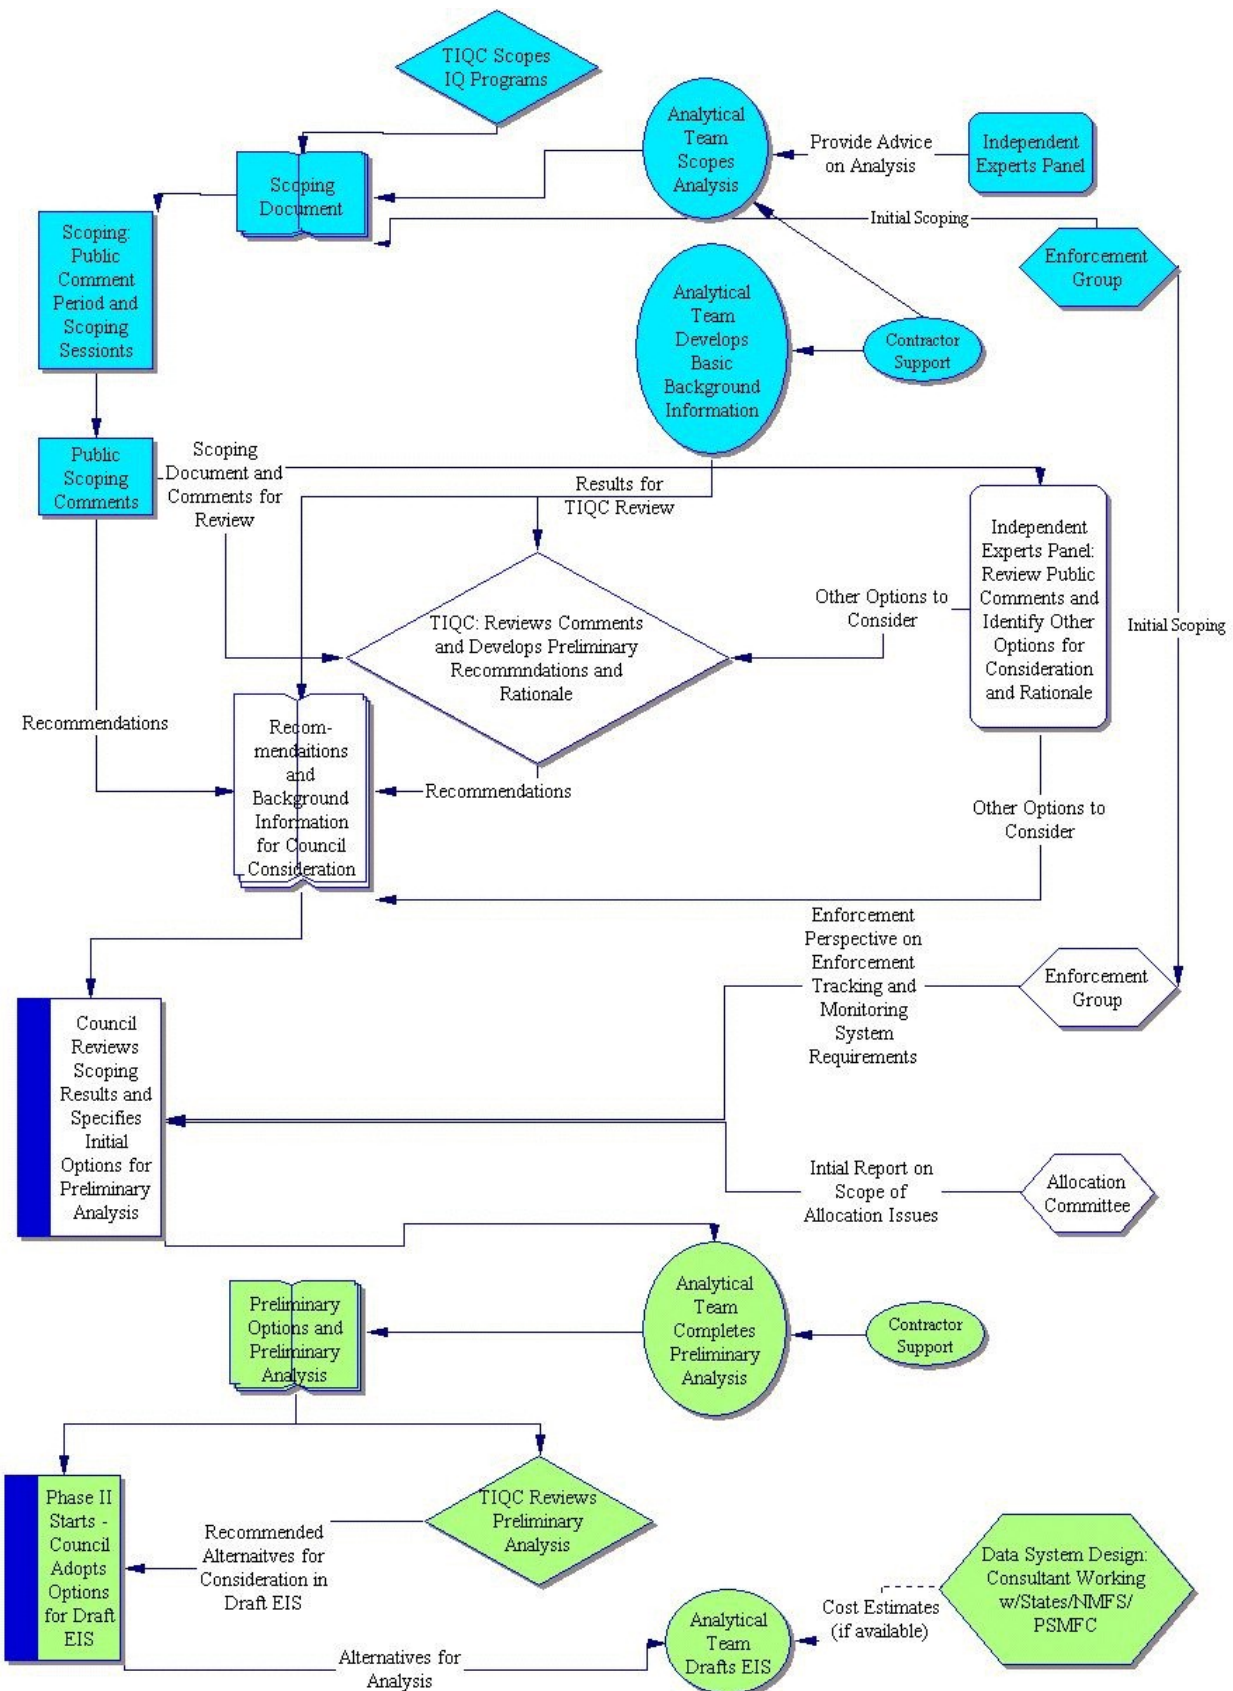 TIQC Scopes
IQ Programs
Analytical
Team
Scopes
Analysis
Provide Advice
on Analysis
Independent
Experts Panel
Scoping
Document
Initial Scoping
Scoping:
Public
Comment
Period and
Scoping
Sessionts
Enforcement
Group
Analytical
Team
Develops
Basic
Background
Information
Contractor
Support
Public
Scoping
Comments
Scoping
Document and
Comments for
Review
Results for
TIQC Review
Independent
Experts Panel:
Review Public
Comments and
Identify Other
Options for
Consideration
and Rationale
Other Options to
Consider
TIQC: Reviews Comments
and Develops Preliminary
Recommndations and
Rationale
Initial Scoping
Recommendations
Recom-
mendaitions
and
Background
Information
for Council
Consideration
Recommendations
Other Options to
Consider
Enforcement
Perspective on
Enforcement
Tracking and
Monitoring
System
Requirements
Enforcement
Group
Council
Reviews
Scoping
Results and
Specifies
Initial
Options for
Preliminary
Analysis
Intial Report on
Scope of
Allocation Issues
Allocation
Committee
Preliminary
Options and
Preliminary
Analysis
Analytical
Team
Completes
Preliminary
Analysis
Contractor
Support
Phase II
Starts -
Council
Adopts
Options
for Draft
EIS
Recommended
Alternaitves for
Consideration in
Draft EIS
TIQC Reviews
Preliminary
Analysis
Data System Design:
Consultant Working
w/States/NMFS/
PSMFC
Cost Estimates
(if available)
Analytical
Team
Drafts EIS
Alternatives for
Analysis